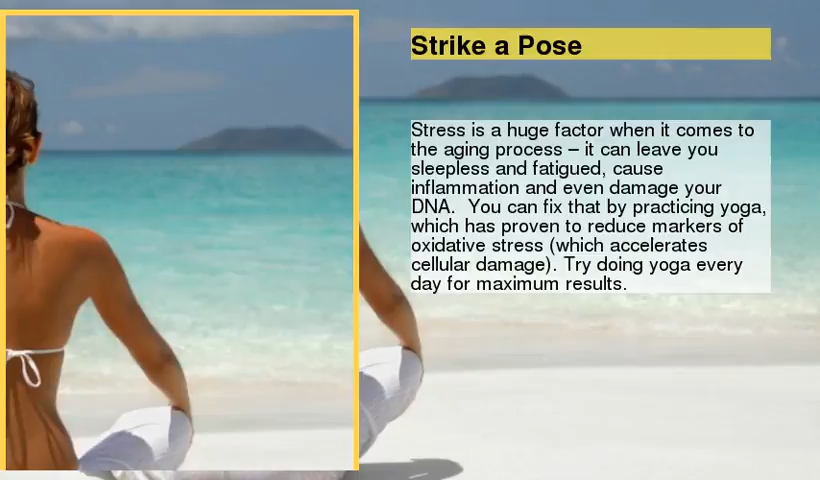 Strike a Pose
Stress is a huge factor when it comes to
the aging process – it can leave you
sleepless and fatigued, cause
inflammation and even damage your
DNA.  You can fix that by practicing yoga,
which has proven to reduce markers of
oxidative stress (which accelerates
cellular damage). Try doing yoga every
day for maximum results.